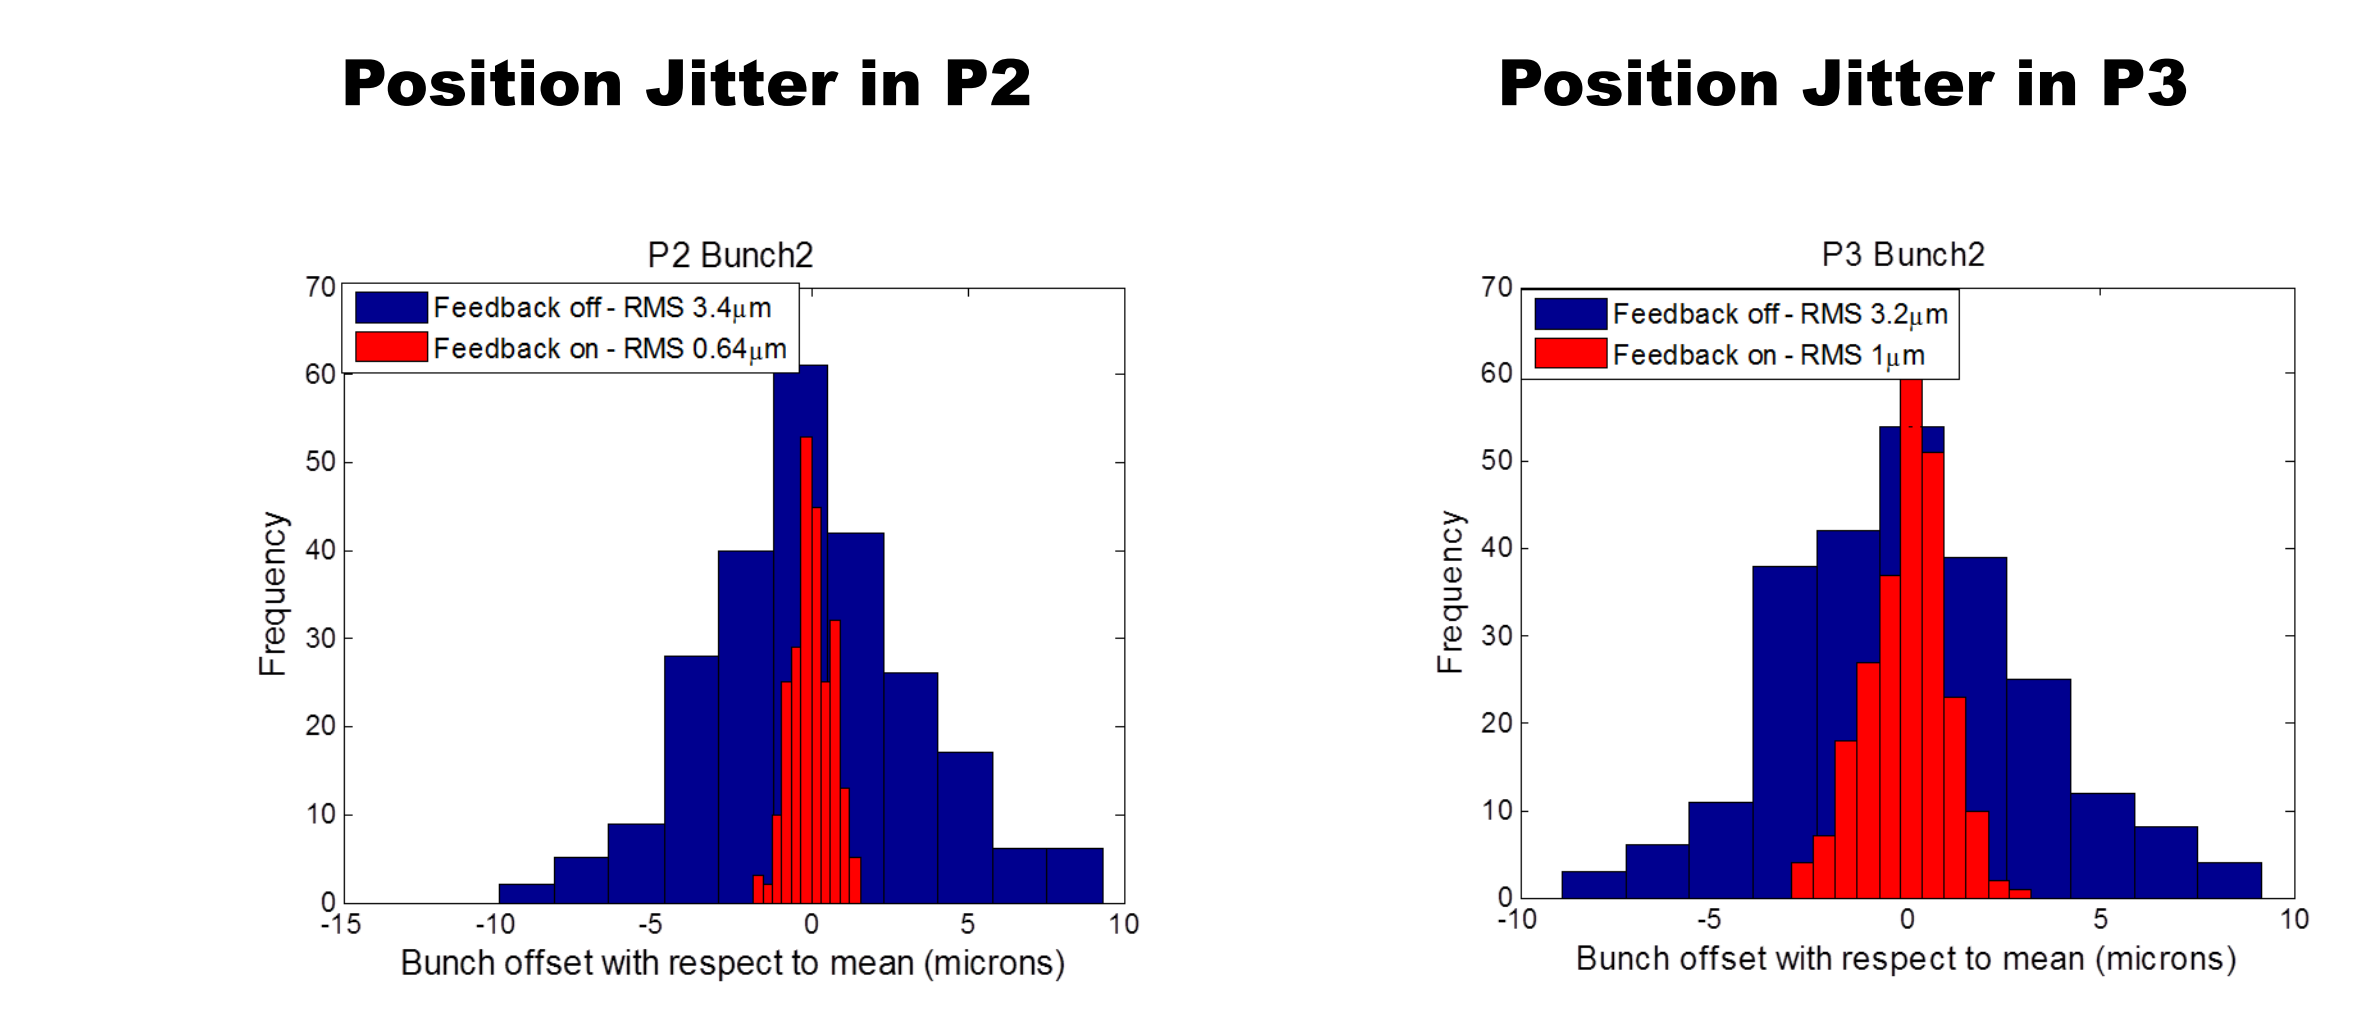 Position Jitter in P2
P2 Bunch2
70
60
50
40
30
20
10
0
Feedback off - RMS 3.4μm
Feedback on - RMS 0.64μm
Frequency
-15
-10
-5
0
5
10
Bunch offset with respect to mean (microns)
Position Jitter in P3
P3 Bunch2
70
60
50
40
30
20
10
0
Feedback off - RMS 3.2μm
Feedback on - RMS 1μm
Frequency
-10
-5
0
5
10
Bunch offset with respect to mean (microns)